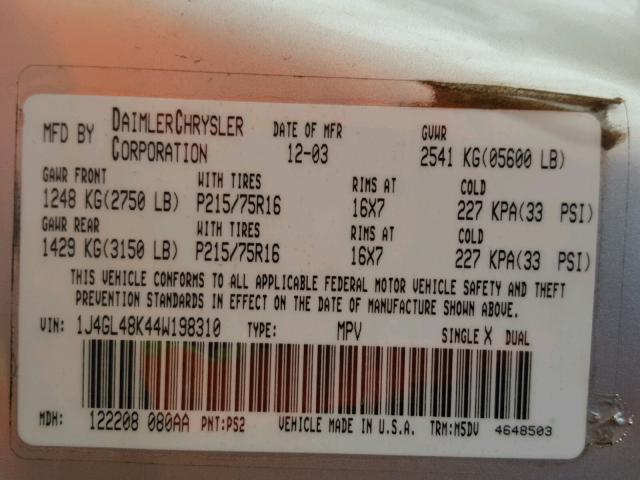 MFD BY DAIMLERCHRYSLER CORPORATION DATE OF MFR 12-03 GVWR 2541 KG(05600 LB)
GAWR FRONT WITH TIRES RIMS AT COLD
1248 KG(2750 LB) P215/75R16 16X7 227 KPA(33 PSI)
GAWR REAR WITH TIRES RIMS AT COLD
1429 KG(3150 LB) P215/75R16 16X7 227 KPA(33 PSI)
THIS VEHICLE CONFORMS TO ALL APPLICABLE FEDERAL MOTOR VEHICLE SAFETY AND THEFT
PREVENTION STANDARDS IN EFFECT ON THE DATE OF MANUFACTURE SHOWN ABOVE.
VIN: 1J4GL48K44W198310 TYPE: MPV SINGLE X DUAL
MDH: 122208 080AA PNT:PS2 VEHICLE MADE IN U.S.A. TRM:M5DV 4648503